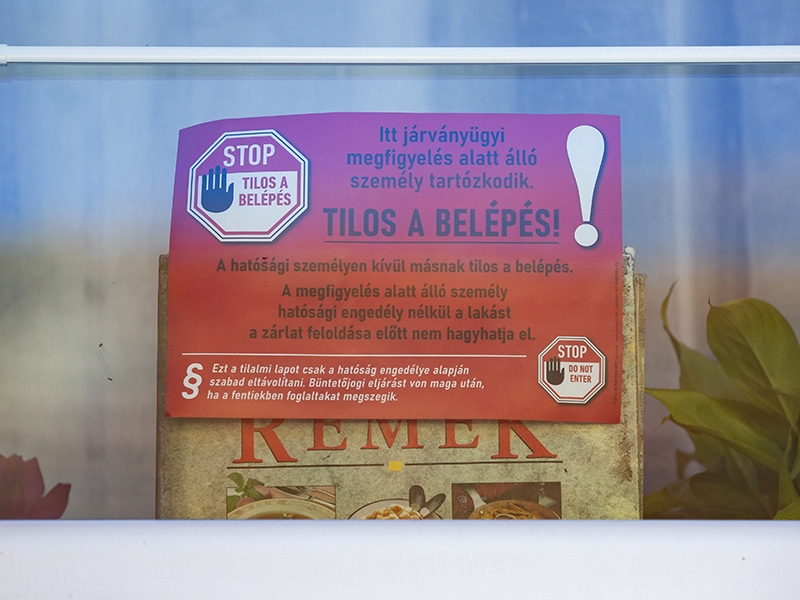 STOP
TILOS A
BELÉPÉS
Itt járványügyi
megfigyelés alatt álló
személy tartózkodik.
TILOS A BELÉPÉS!
A hatósági személyen kívül másnak tilos a belépés.
A megfigyelés alatt álló személy
hatósági engedély nélkül a lakást
a zárlat feloldása előtt nem hagyhatja el.
§ Ezt a tilalmi lapot csak a hatóság engedélye alapján
szabad eltávolítani. Büntetőjogi eljárást von maga után,
ha a fentiekben foglaltakat megszegik.
STOP
DO NOT
ENTER
REMEK